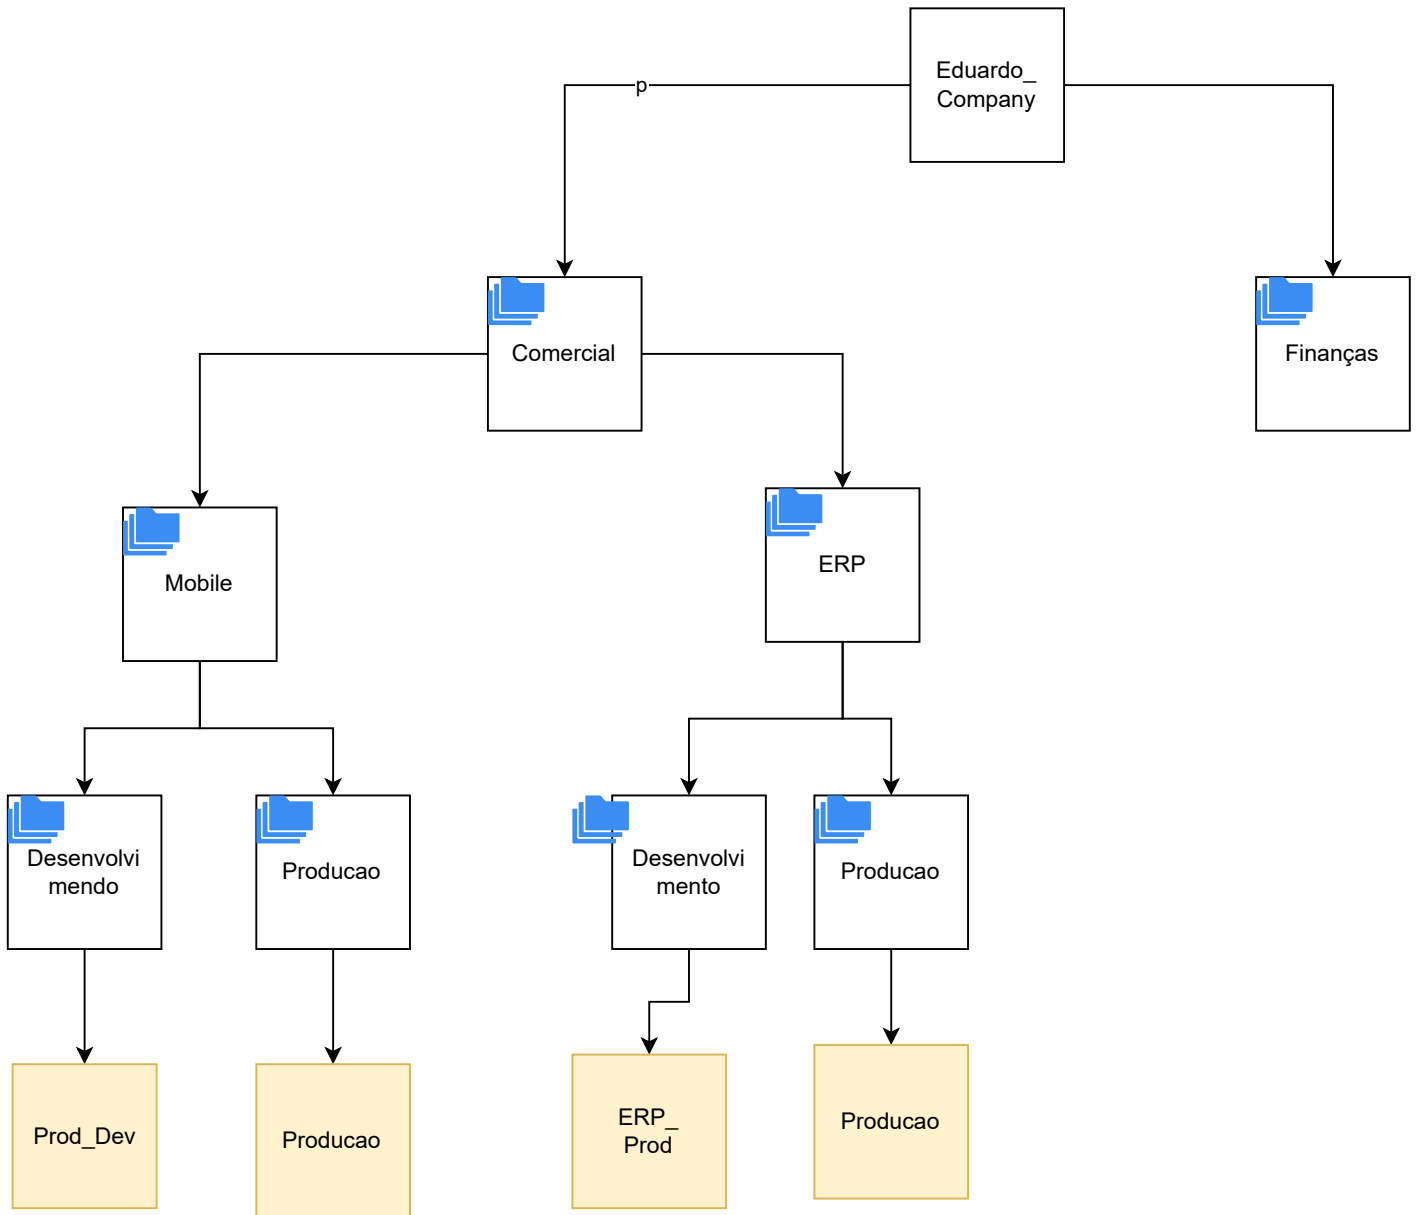 Eduardo_
Company
p
Comercial
Finanças
Mobile
ERP
Desenvolvi
mendo
Producao
Desenvolvi
mento
Producao
Prod_Dev
Producao
ERP_
Prod
Producao